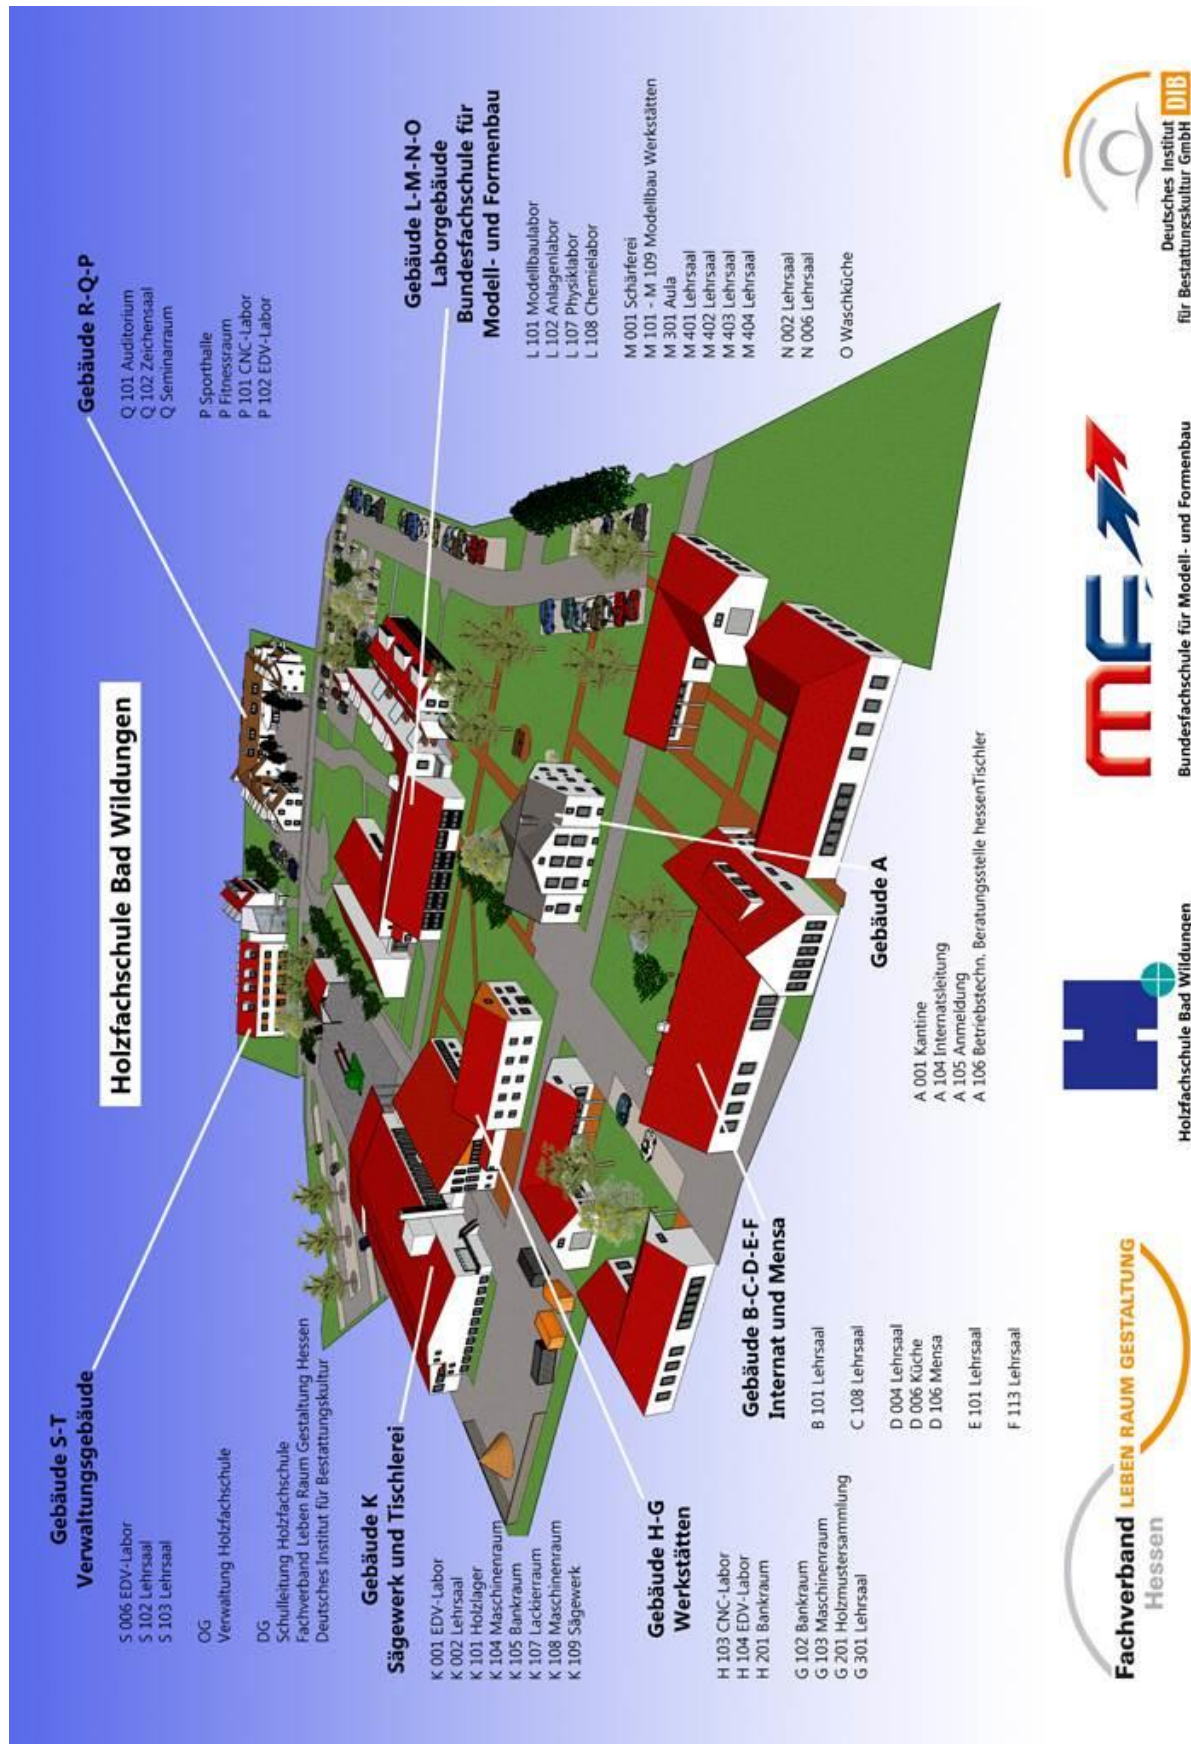 Holzfachschule Bad Wildungen
Gebäude S-T
Verwaltungsgebäude
S 006 EDV-Labor
S 102 Lehrsaal
S 103 Lehrsaal
OG
Verwaltung Holzfachschule
DG
Schulleitung Holzfachschule
Fachverband Leben Raum Gestaltung Hessen
Deutsches Institut für Bestattungskultur
Gebäude R-Q-P
Q 101 Auditorium
Q 102 Zeichensaal
Q Seminarraum
P Sporthalle
P Fitnessraum
P 101 CNC-Labor
P 102 EDV-Labor
Gebäude K
Sägewerk und Tischlerei
K 001 EDV-Labor
K 002 Lehrsaal
K 101 Holzlager
K 104 Maschinenraum
K 105 Bankraum
K 107 Lackierraum
K 108 Maschinenraum
K 109 Sägewerk
Gebäude L-M-N-O
Laborgebäude
Bundesfachschule für
Modell- und Formenbau
L 101 Modellbaulabor
L 102 Anlagenlabor
L 107 Physiklabor
L 108 Chemielabor
M 001 Schärferei
M 101 - M 109 Modellbau Werkstätten
M 301 Aula
M 401 Lehrsaal
M 402 Lehrsaal
M 403 Lehrsaal
M 404 Lehrsaal
N 002 Lehrsaal
N 006 Lehrsaal
O Waschküche
Gebäude H-G
Werkstätten
H 103 CNC-Labor
H 104 EDV-Labor
H 201 Bankraum
G 102 Bankraum
G 103 Maschinenraum
G 201 Holzmustersammlung
G 301 Lehrsaal
Gebäude B-C-D-E-F
Internat und Mensa
B 101 Lehrsaal
C 108 Lehrsaal
D 004 Lehrsaal
D 006 Küche
D 106 Mensa
E 101 Lehrsaal
F 113 Lehrsaal
Gebäude A
A 001 Kantine
A 104 Internatsleitung
A 105 Anmeldung
A 106 Betriebstechn. Beratungsstelle hessenTischler
Fachverband LEBEN RAUM GESTALTUNG
Hessen
H
Holzfachschule Bad Wildungen
MF
Bundesfachschule für Modell- und Formenbau
Deutsches Institut DIB
für Bestattungskultur GmbH